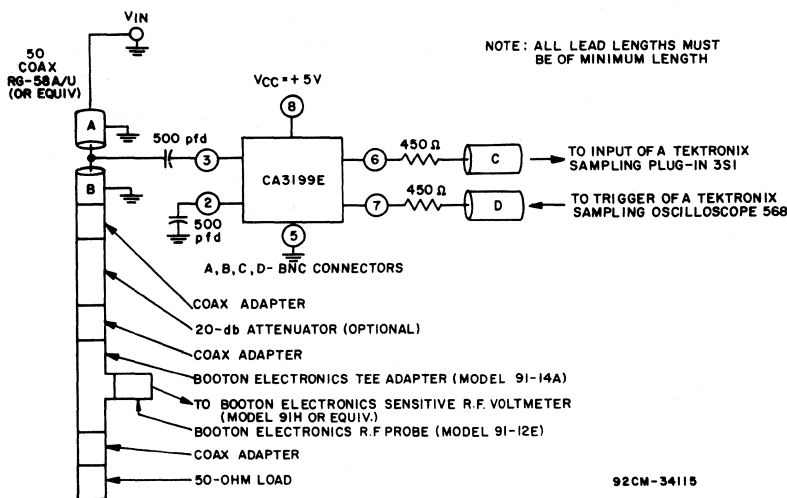 VIN
50
COAX
RG-58A/U
(OR EQUIV)
NOTE: ALL LEAD LENGTHS MUST
BE OF MINIMUM LENGTH
VCC=+5V
8
A
500 pfd
3
CA3199E
6
450 Ω
C
TO INPUT OF A TEKTRONIX
SAMPLING PLUG-IN 3S1
B
2
500
pfd
7
450 Ω
D
TO TRIGGER OF A TEKTRONIX
SAMPLING OSCILLOSCOPE 568
5
A,B,C,D- BNC CONNECTORS
COAX ADAPTER
20-db ATTENUATOR (OPTIONAL)
COAX ADAPTER
BOOTON ELECTRONICS TEE ADAPTER (MODEL 91-14A)
TO BOOTON ELECTRONICS SENSITIVE R.F. VOLTMETER
(MODEL 91H OR EQUIV.)
BOOTON ELECTRONICS R.F PROBE (MODEL 91-12E)
COAX ADAPTER
50-OHM LOAD
92CM-34115